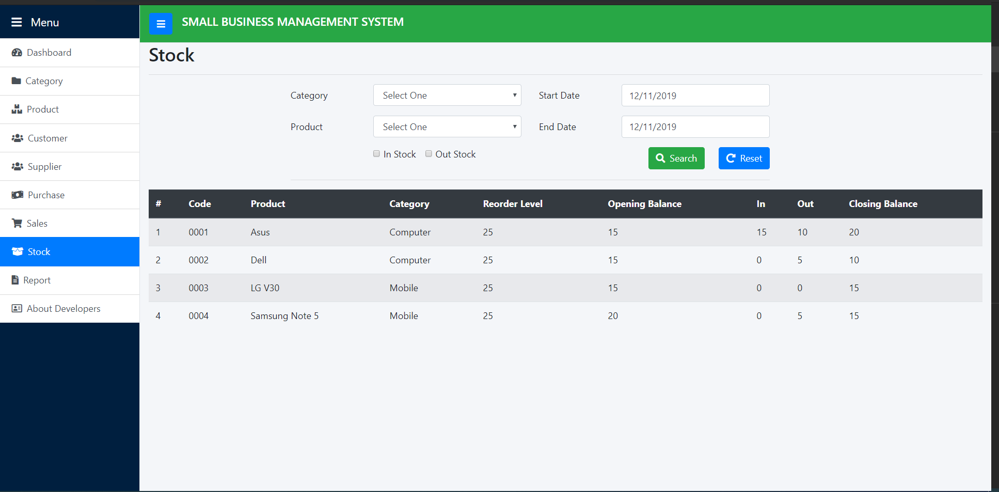 Menu
SMALL BUSINESS MANAGEMENT SYSTEM
Dashboard
Category
Product
Customer
Supplier
Purchase
Sales
Stock
Report
About Developers
Stock
Category Select One Start Date 12/11/2019
Product Select One End Date 12/11/2019
In Stock Out Stock Search Reset
# Code Product Category Reorder Level Opening Balance In Out Closing Balance
1 0001 Asus Computer 25 15 15 10 20
2 0002 Dell Computer 25 15 0 5 10
3 0003 LG V30 Mobile 25 15 0 0 15
4 0004 Samsung Note 5 Mobile 25 20 0 5 15